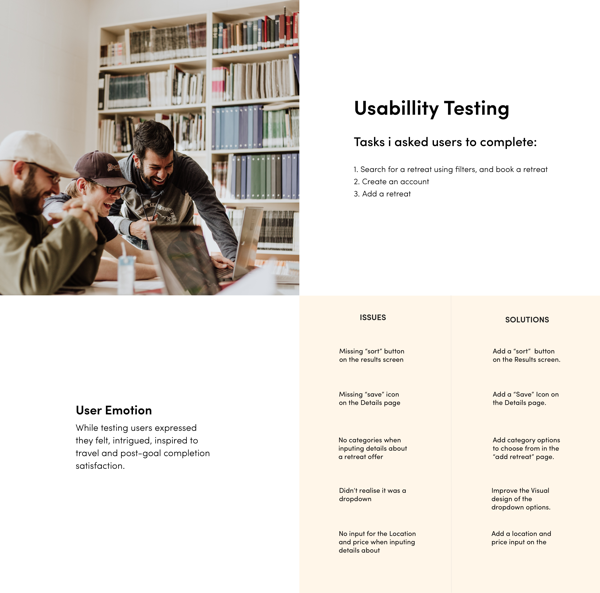 Usabillity Testing
Tasks i asked users to complete:
1. Search for a retreat using filters, and book a retreat
2. Create an account
3. Add a retreat
User Emotion
While testing users expressed
they felt, intrigued, inspired to
travel and post-goal completion
satisfaction.
ISSUES
Missing "sort" button
on the results screen
Missing "save" icon
on the Details page
No categories when
inputing details about
a retreat offer
Didn't realise it was a
dropdown
No input for the Location
and price when inputing
details about
SOLUTIONS
Add a "sort" button
on the Results screen.
Add a "Save" Icon on
the Details page.
Add category options
to choose from in the
"add retreat" page.
Improve the Visual
design of the
dropdown options.
Add a location and
price input on the